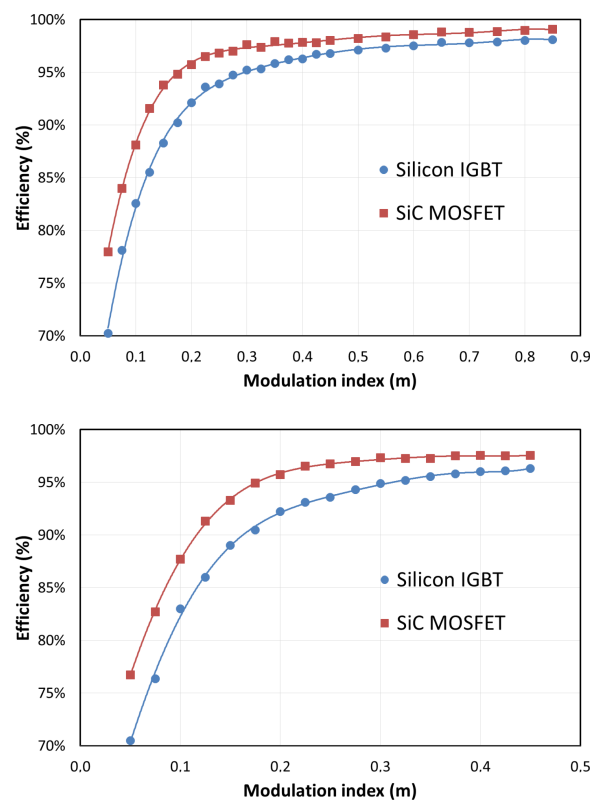 100%
95%
90%
85%
80%
75%
70%
Efficiency (%)
Silicon IGBT
SiC MOSFET
0.0 0.1 0.2 0.3 0.4 0.5 0.6 0.7 0.8 0.9
Modulation index (m)
100%
95%
90%
85%
80%
75%
70%
Efficiency (%)
Silicon IGBT
SiC MOSFET
0.0 0.1 0.2 0.3 0.4 0.5
Modulation index (m)